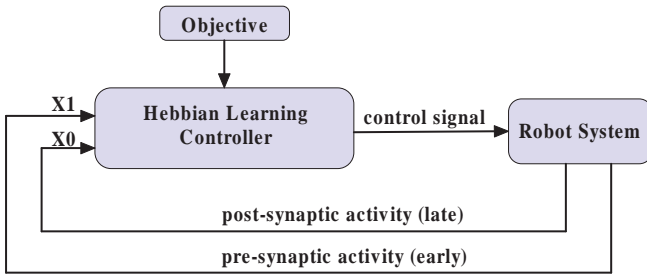 Objective
X1
Hebbian Learning
Controller
X0
control signal
Robot System
post-synaptic activity (late)
pre-synaptic activity (early)